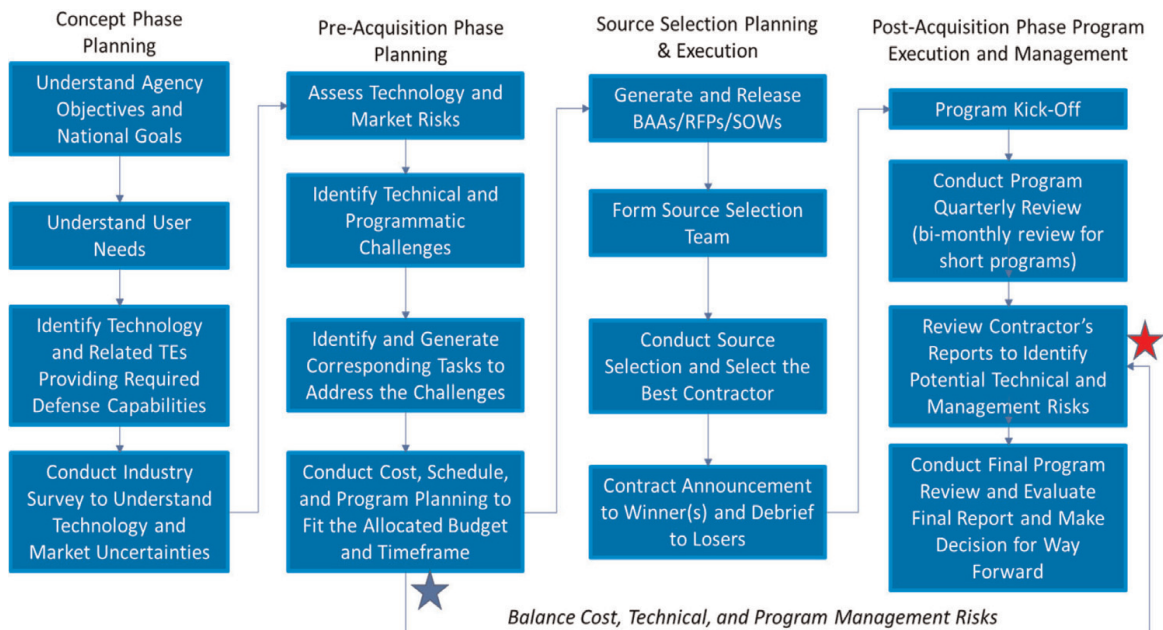 Concept Phase
Planning
Understand Agency
Objectives and
National Goals
Understand User
Needs
Identify Technology
and Related TEs
Providing Required
Defense Capabilities
Conduct Industry
Survey to Understand
Technology and
Market Uncertainties
Pre-Acquisition Phase
Planning
Assess Technology and
Market Risks
Identify Technical and
Programmatic
Challenges
Identify and Generate
Corresponding Tasks to
Address the Challenges
Conduct Cost, Schedule,
and Program Planning to
Fit the Allocated Budget
and Timeframe
Source Selection Planning
& Execution
Generate and Release
BAAs/RFPs/SOWs
Form Source Selection
Team
Conduct Source
Selection and Select the
Best Contractor
Contract Announcement
to Winner(s) and Debrief
to Losers
Post-Acquisition Phase Program
Execution and Management
Program Kick-Off
Conduct Program
Quarterly Review
(bi-monthly review for
short programs)
Review Contractor's
Reports to Identify
Potential Technical and
Management Risks
Conduct Final Program
Review and Evaluate
Final Report and Make
Decision for Way
Forward
Balance Cost, Technical, and Program Management Risks